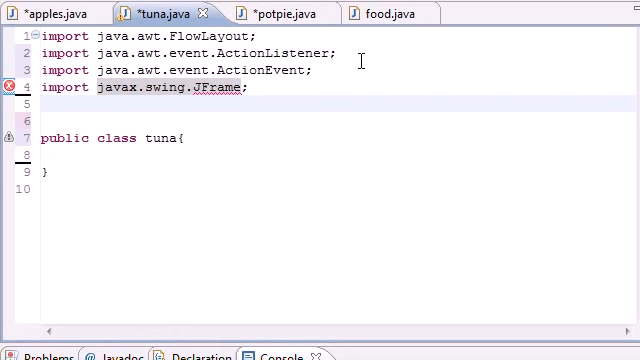 *apples.java *tuna.java *potpie.java food.java
1 import java.awt.FlowLayout;
2 import java.awt.event.ActionListener;
3 import java.awt.event.ActionEvent;
4 import javax.swing.JFrame;
5
6
7 public class tuna{
8
9 }
10
Problems @ Javadoc Declaration Console